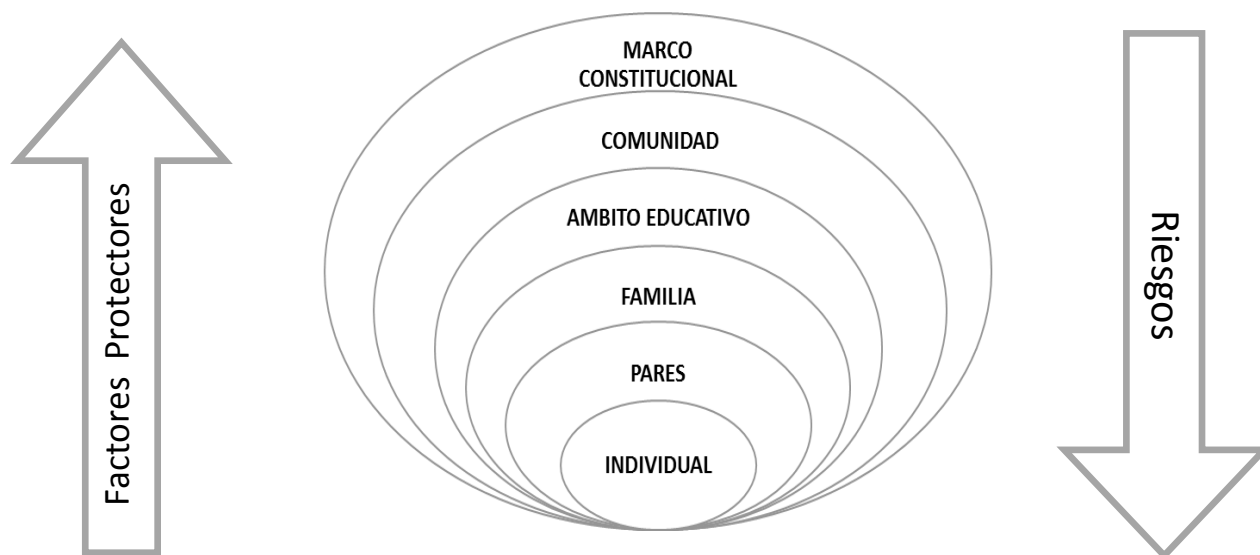 Factores Protectores
MARCO
CONSTITUCIONAL
COMUNIDAD
AMBITO EDUCATIVO
FAMILIA
PARES
INDIVIDUAL
Riesgos